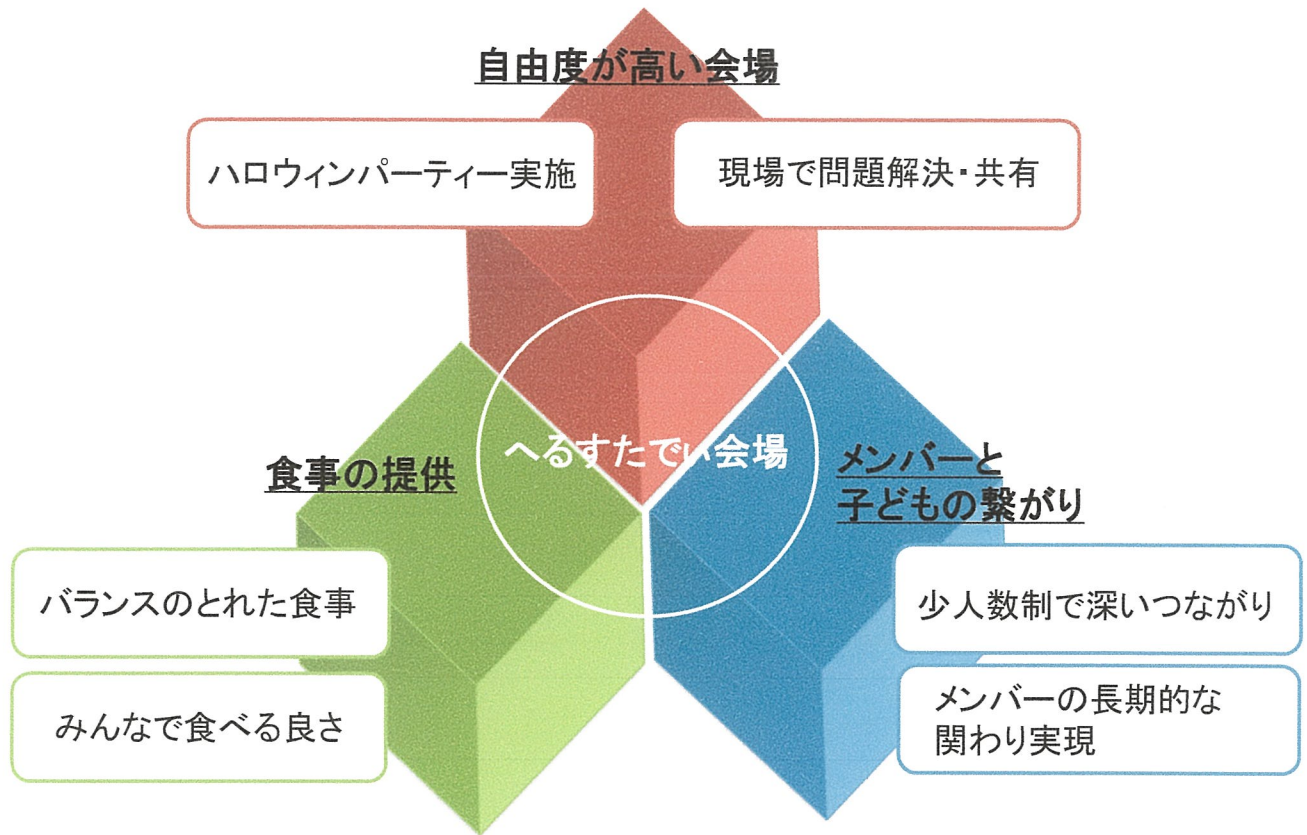 自由度が高い会場
ハロウィンパーティー実施
現場で問題解決・共有
へるすたでぃ会場
食事の提供
メンバーと
子どもの繋がり
バランスのとれた食事
みんなで食べる良さ
少人数制で深いつながり
メンバーの長期的な
関わり実現